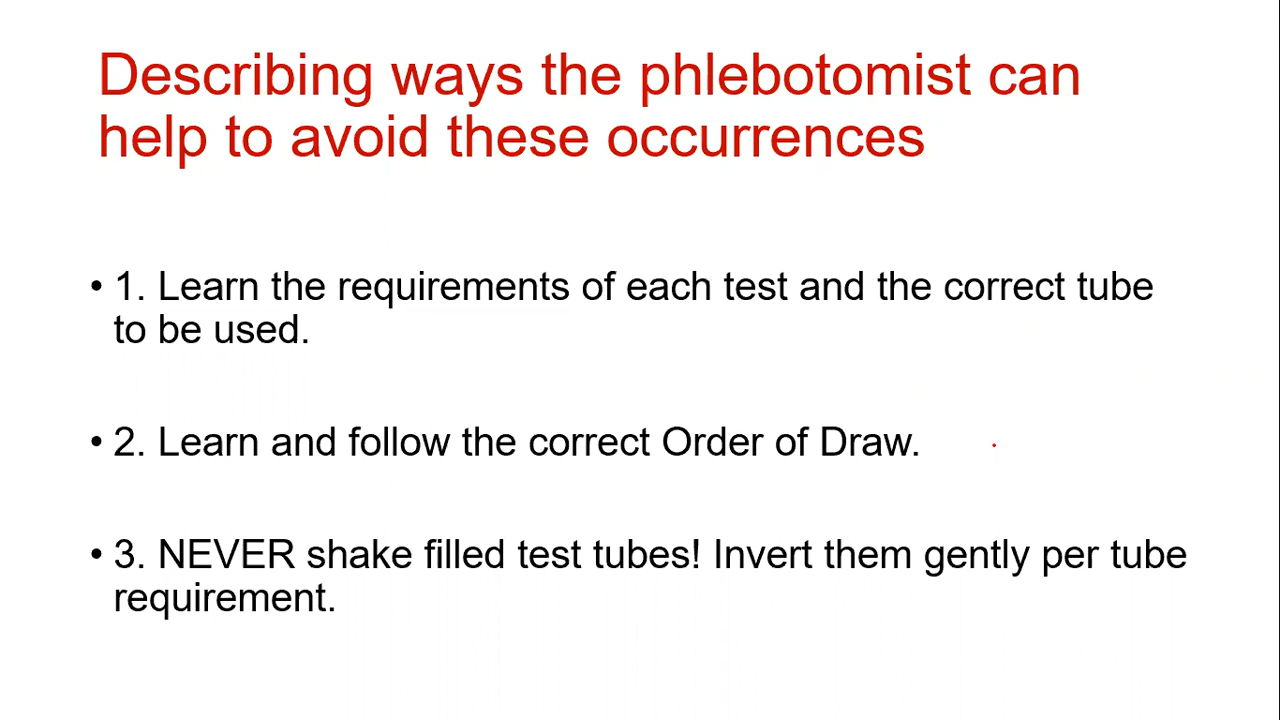 Describing ways the phlebotomist can
help to avoid these occurrences
• 1. Learn the requirements of each test and the correct tube
to be used.
• 2. Learn and follow the correct Order of Draw.
• 3. NEVER shake filled test tubes! Invert them gently per tube
requirement.